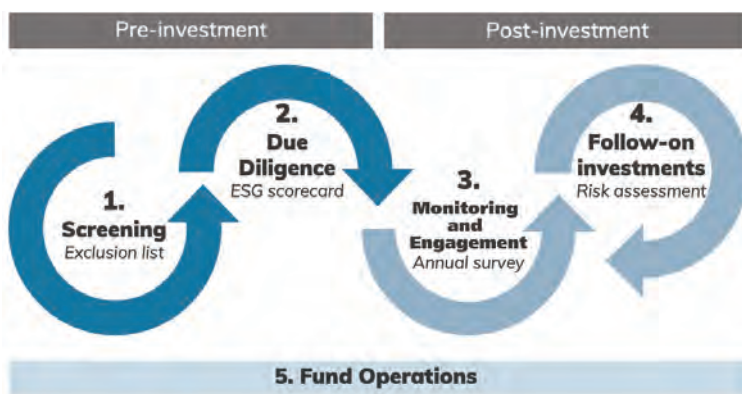 Pre-investment
Post-investment
1.
Screening
Exclusion list
2.
Due
Diligence
ESG scorecard
3.
Monitoring
and
Engagement
Annual survey
4.
Follow-on
investments
Risk assessment
5. Fund Operations